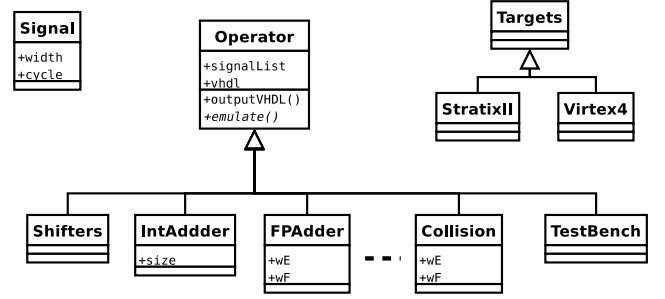 Signal
+width
+cycle
Operator
+signalList
+vhdl
+outputVHDL()
+emulate()
Targets
StratixII
Virtex4
Shifters
IntAddder
+size
FPAdder
+wE
+wF
Collision
+wE
+wF
TestBench